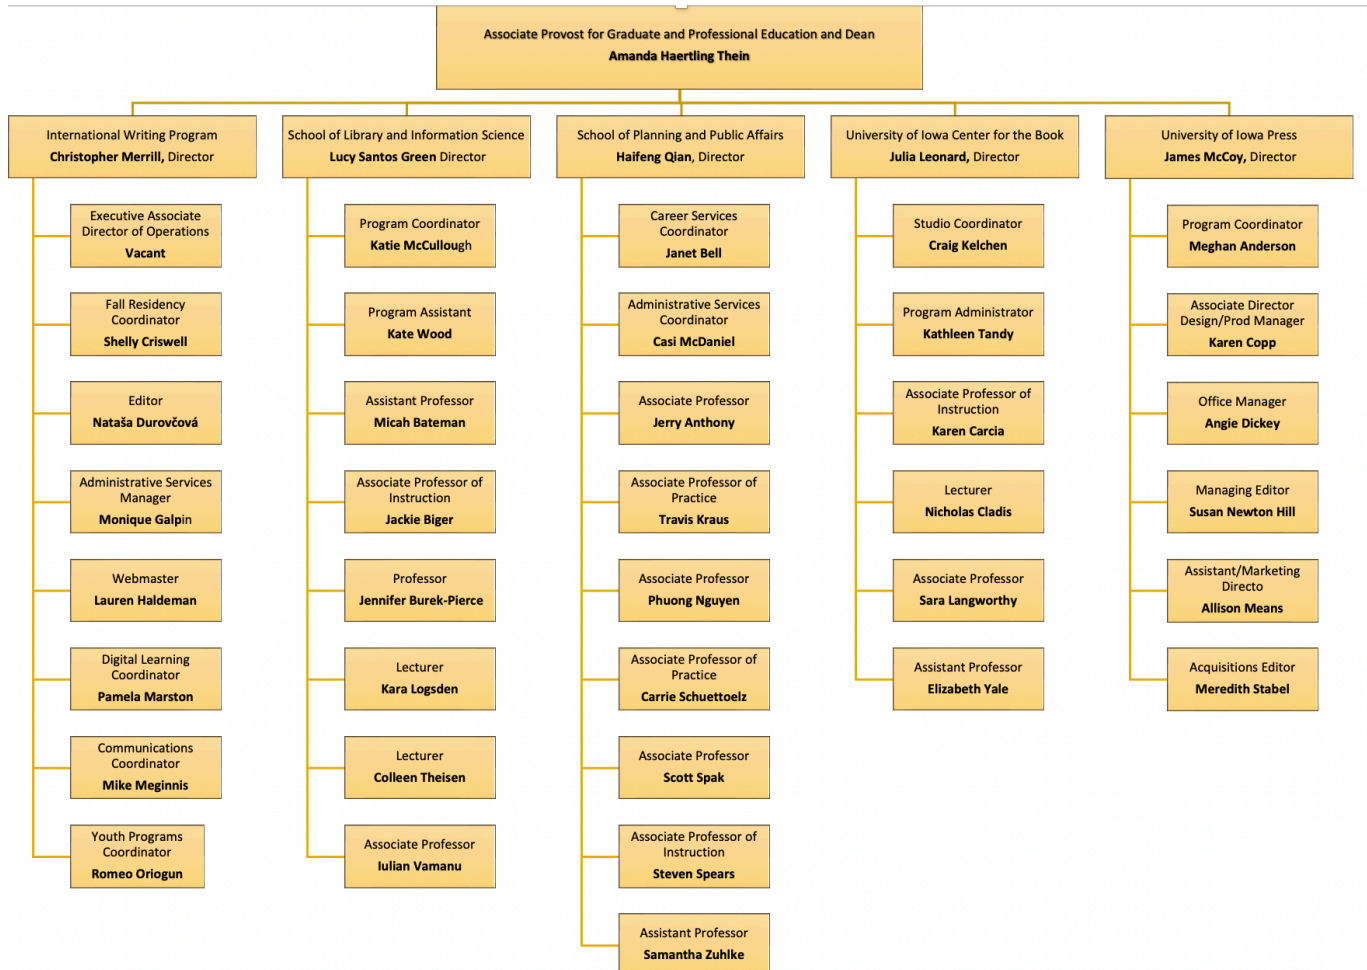 Associate Provost for Graduate and Professional Education and Dean
Amanda Haertling Thein
International Writing Program
Christopher Merrill, Director
Executive Associate
Director of Operations
Vacant
Fall Residency
Coordinator
Shelly Criswell
Editor
Nataša Durovčová
Administrative Services
Manager
Monique Galpin
Webmaster
Lauren Haldeman
Digital Learning
Coordinator
Pamela Marston
Communications
Coordinator
Mike Meginnis
Youth Programs
Coordinator
Romeo Oriogun
School of Library and Information Science
Lucy Santos Green Director
Program Coordinator
Katie McCullough
Program Assistant
Kate Wood
Assistant Professor
Micah Bateman
Associate Professor of
Instruction
Jackie Biger
Professor
Jennifer Burek-Pierce
Lecturer
Kara Logsden
Lecturer
Colleen Theisen
Associate Professor
Iulian Vamanu
School of Planning and Public Affairs
Haifeng Qian, Director
Career Services
Coordinator
Janet Bell
Administrative Services
Coordinator
Casi McDaniel
Associate Professor
Jerry Anthony
Associate Professor of
Practice
Travis Kraus
Associate Professor
Phuong Nguyen
Associate Professor of
Practice
Carrie Schuettoelz
Associate Professor
Scott Spak
Associate Professor of
Instruction
Steven Spears
Assistant Professor
Samantha Zuhlke
University of Iowa Center for the Book
Julia Leonard, Director
Studio Coordinator
Craig Kelchen
Program Administrator
Kathleen Tandy
Associate Professor of
Instruction
Karen Carcia
Lecturer
Nicholas Cladis
Associate Professor
Sara Langworthy
Assistant Professor
Elizabeth Yale
University of Iowa Press
James McCoy, Director
Program Coordinator
Meghan Anderson
Associate Director
Design/Prod Manager
Karen Copp
Office Manager
Angie Dickey
Managing Editor
Susan Newton Hill
Assistant/Marketing
Directo
Allison Means
Acquisitions Editor
Meredith Stabel